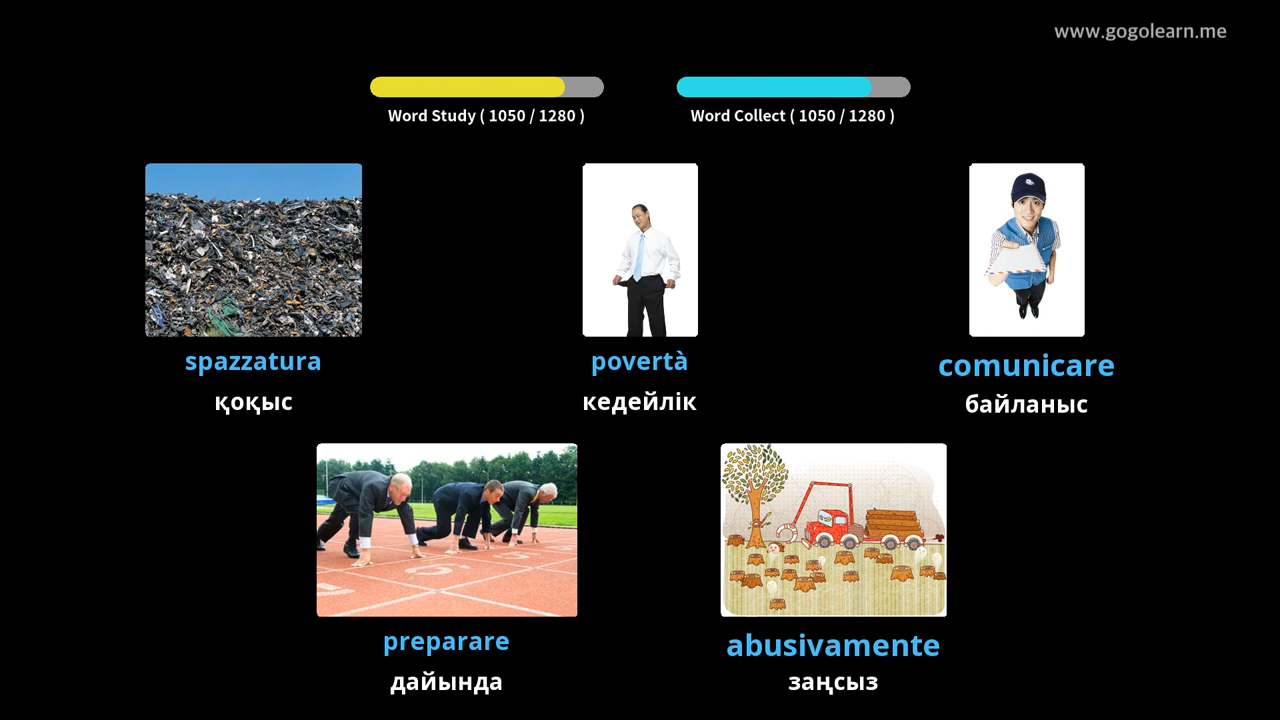 www.gogolearn.me
Word Study ( 1050 / 1280 )
Word Collect ( 1050 / 1280 )
spazzatura
қоқыс
povertà
кедейлік
comunicare
байланыс
preparare
дайында
abusivamente
заңсыз